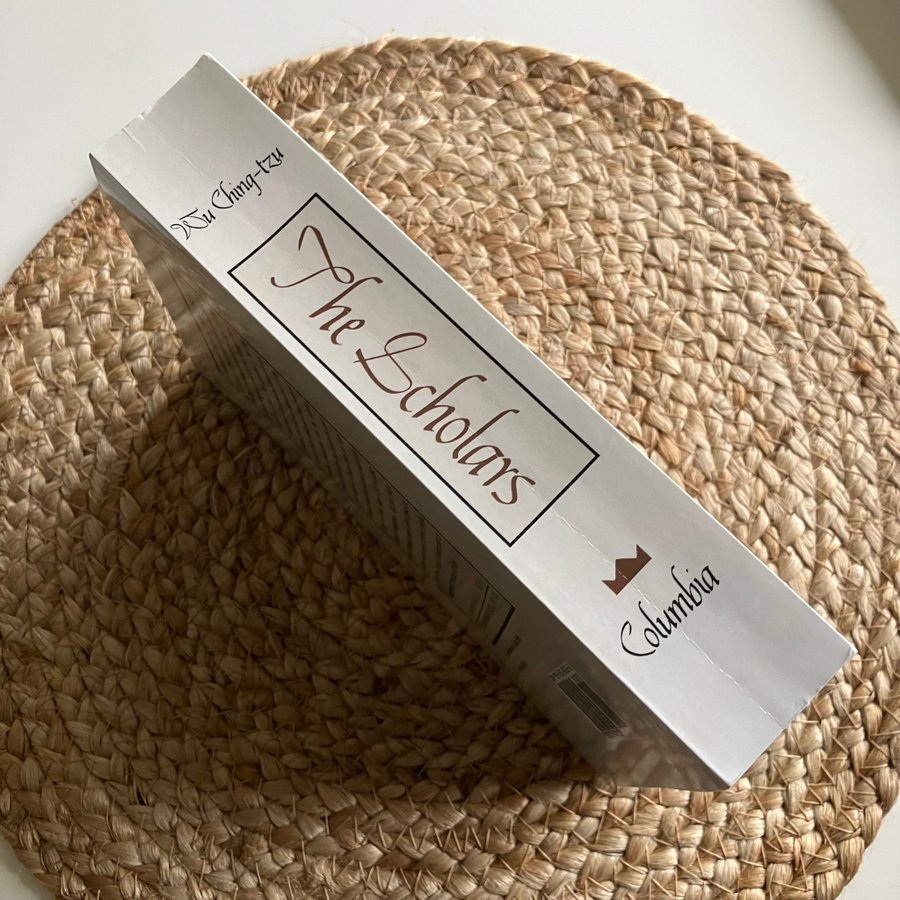 Wu Ching-tzu
The Scholars
Columbia